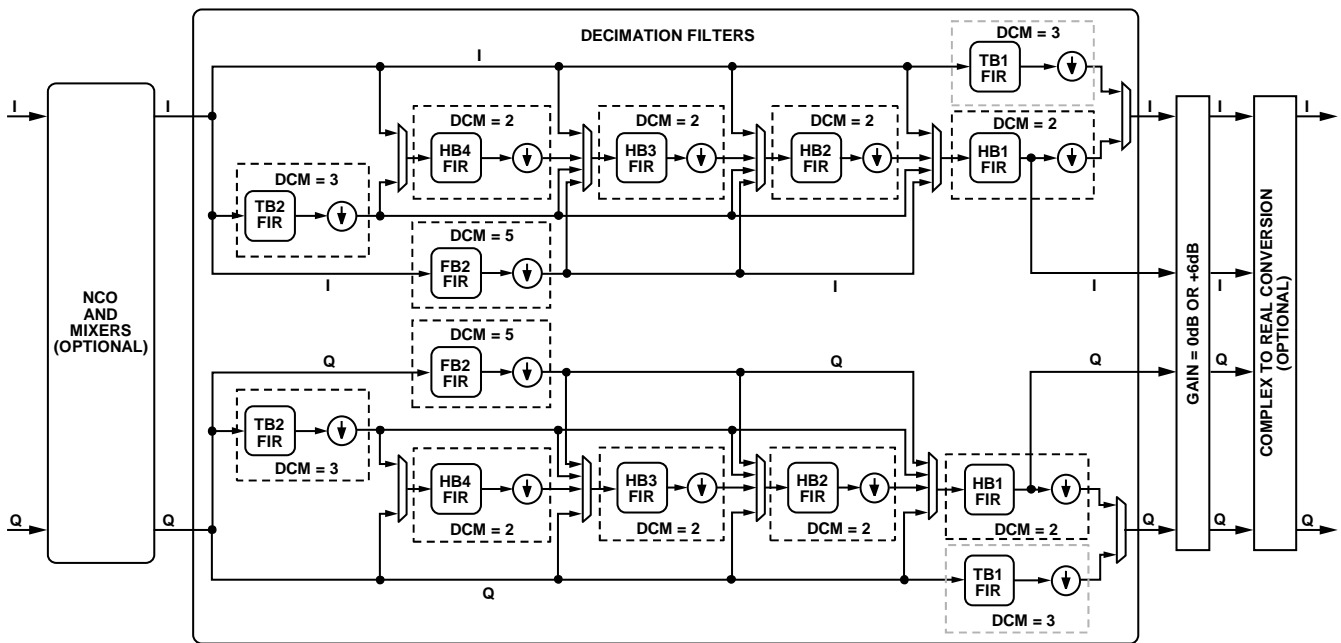 DECIMATION FILTERS
DCM = 3
I
TB1
FIR
I
I
DCM = 2
DCM = 2
DCM = 2
DCM = 2
I
I
I
HB4
FIR
HB3
FIR
HB2
FIR
HB1
FIR
DCM = 3
TB2
FIR
DCM = 5
FB2
FIR
I
I
I
I
NCO
AND
MIXERS
(OPTIONAL)
GAIN = 0dB OR +6dB
COMPLEX TO REAL CONVERSION
(OPTIONAL)
DCM = 5
Q
FB2
FIR
Q
Q
Q
TB2
FIR
DCM = 3
HB4
FIR
DCM = 2
HB3
FIR
DCM = 2
HB2
FIR
DCM = 2
HB1
FIR
DCM = 2
Q
Q
Q
Q
Q
Q
TB1
FIR
DCM = 3